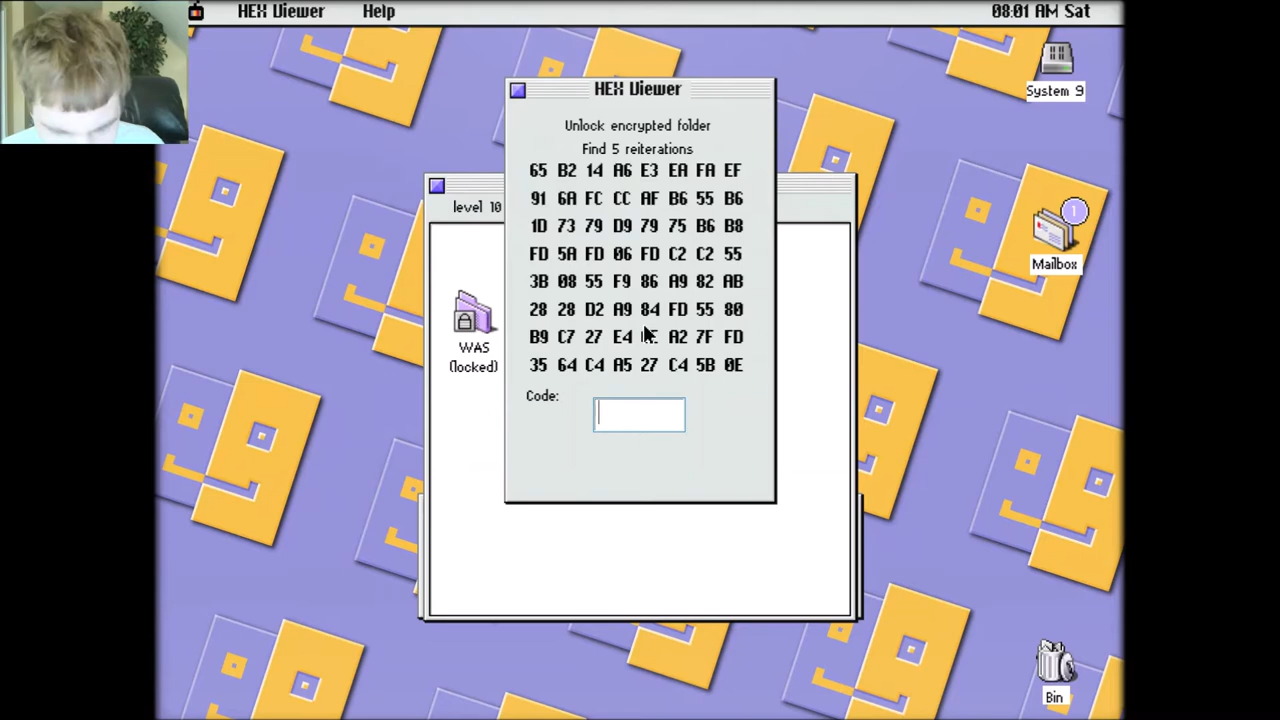 HEX Viewer Help 08:01 AM Sat
System 9
HEX Viewer
Unlock encrypted folder
Find 5 reiterations
65 B2 14 A6 E3 EA FA EF
91 6A FC CC AF B6 55 B6
1D 73 79 D9 79 75 B6 B8
FD 5A FD 06 FD C2 C2 55
3B 08 55 F9 86 A9 82 AB
28 28 D2 A9 84 FD 55 80
B9 C7 27 E4 A2 7F FD
35 64 C4 A5 27 C4 5B 0E
Code:
level 10
WAS
(locked)
1
Mailbox
Bin